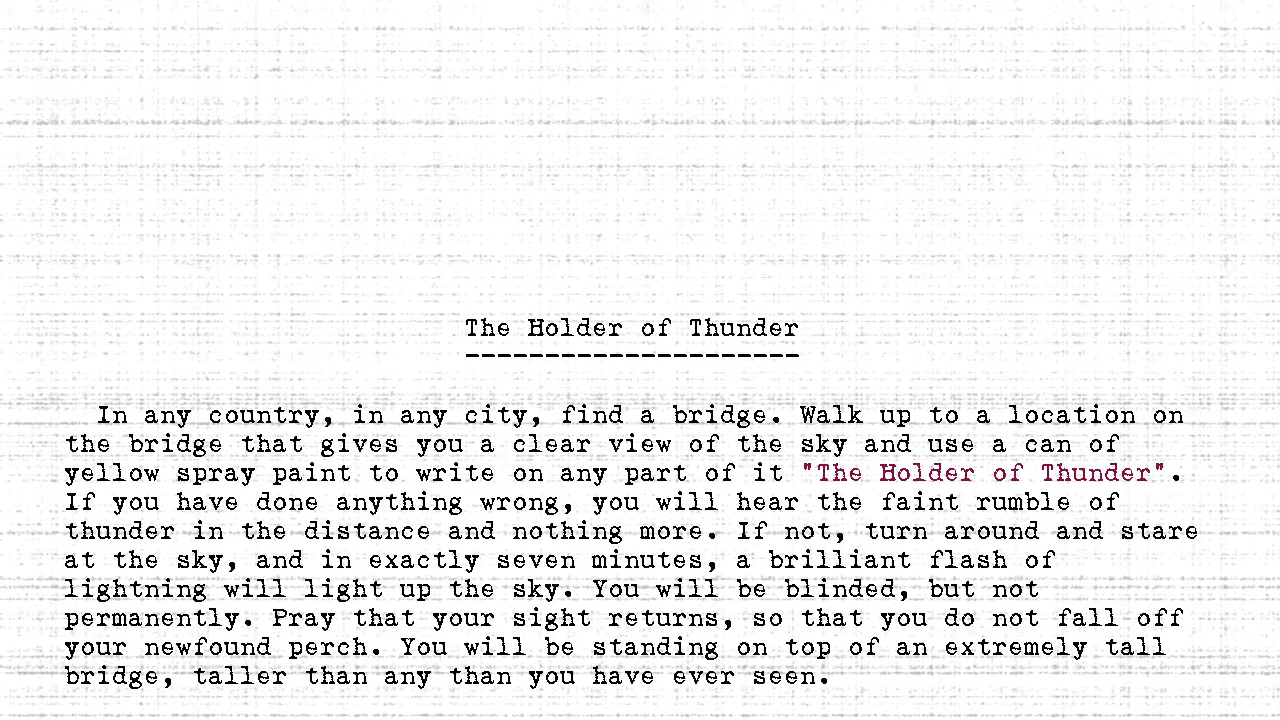 The Holder of Thunder
---------------------
In any country, in any city, find a bridge. Walk up to a location on
the bridge that gives you a clear view of the sky and use a can of
yellow spray paint to write on any part of it "The Holder of Thunder".
If you have done anything wrong, you will hear the faint rumble of
thunder in the distance and nothing more. If not, turn around and stare
at the sky, and in exactly seven minutes, a brilliant flash of
lightning will light up the sky. You will be blinded, but not
permanently. Pray that your sight returns, so that you do not fall off
your newfound perch. You will be standing on top of an extremely tall
bridge, taller than any than you have ever seen.